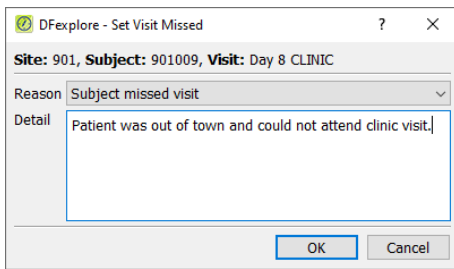 DFexplore - Set Visit Missed ?
Site: 901, Subject: 901009, Visit: Day 8 CLINIC
Reason Subject missed visit
Detail Patient was out of town and could not attend clinic visit.
OK Cancel